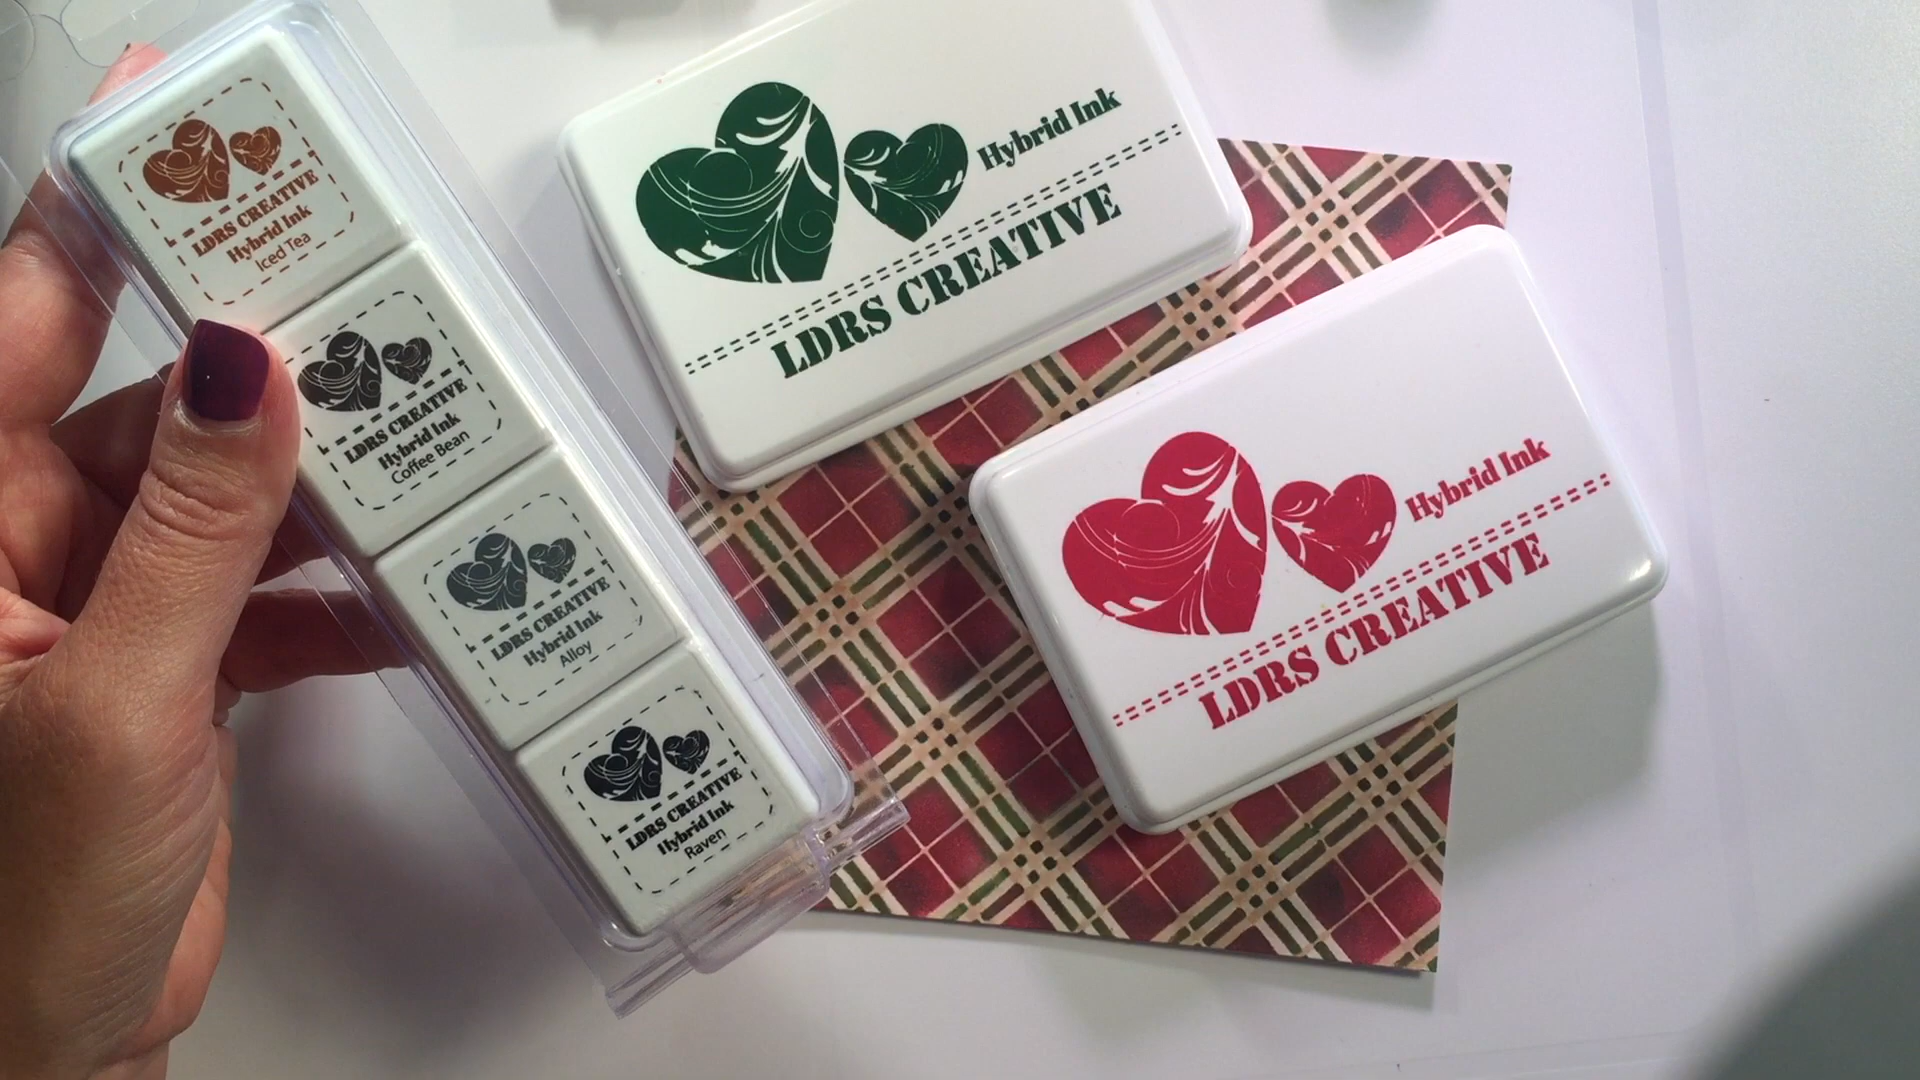 LDRS CREATIVE
Hybrid Ink
Iced Tea
LDRS CREATIVE
Hybrid Ink
Coffee Bean
LDRS CREATIVE
Hybrid Ink
Alloy
LDRS CREATIVE
Hybrid Ink
Raven
Hybrid Ink
LDRS CREATIVE
Hybrid Ink
LDRS CREATIVE